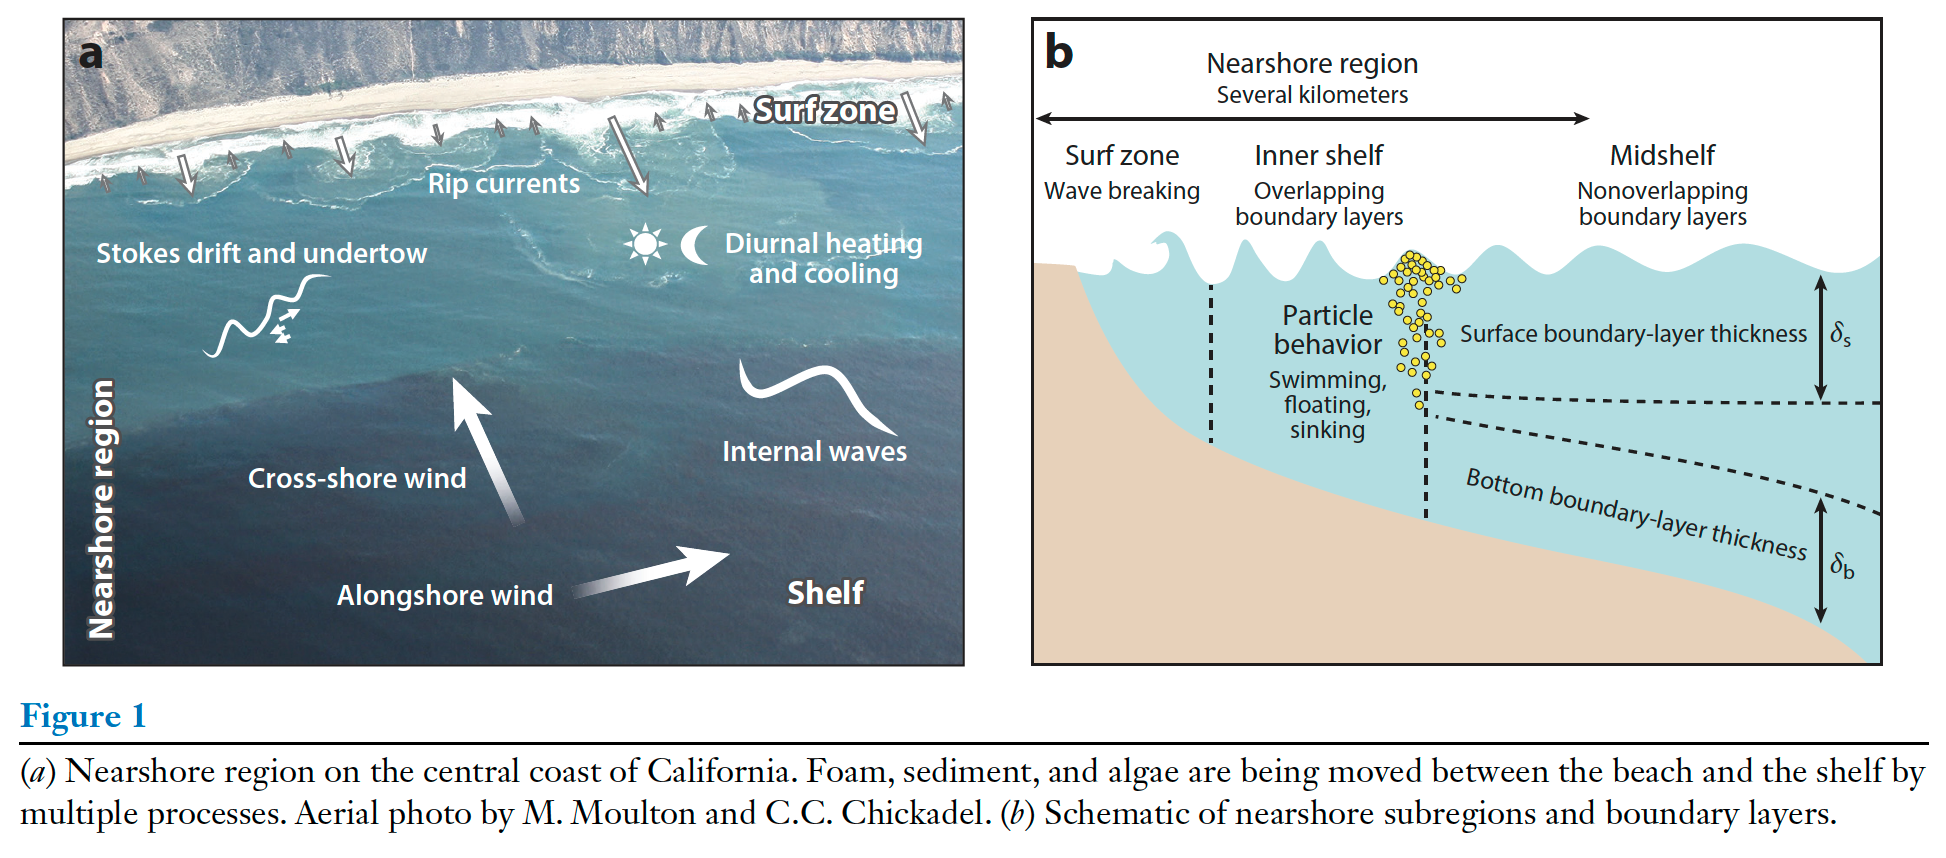 a
Surf zone
Rip currents
Stokes drift and undertow
Diurnal heating
and cooling
Internal waves
Cross-shore wind
Alongshore wind
Shelf
Nearshore region
b
Nearshore region
Several kilometers
Surf zone
Wave breaking
Inner shelf
Overlapping
boundary layers
Midshelf
Nonoverlapping
boundary layers
Particle
behavior
Swimming,
floating,
sinking
Surface boundary-layer thickness
δs
Bottom boundary-layer thickness
δb
Figure 1
(a) Nearshore region on the central coast of California. Foam, sediment, and algae are being moved between the beach and the shelf by
multiple processes. Aerial photo by M. Moulton and C.C. Chickadel. (b) Schematic of nearshore subregions and boundary layers.